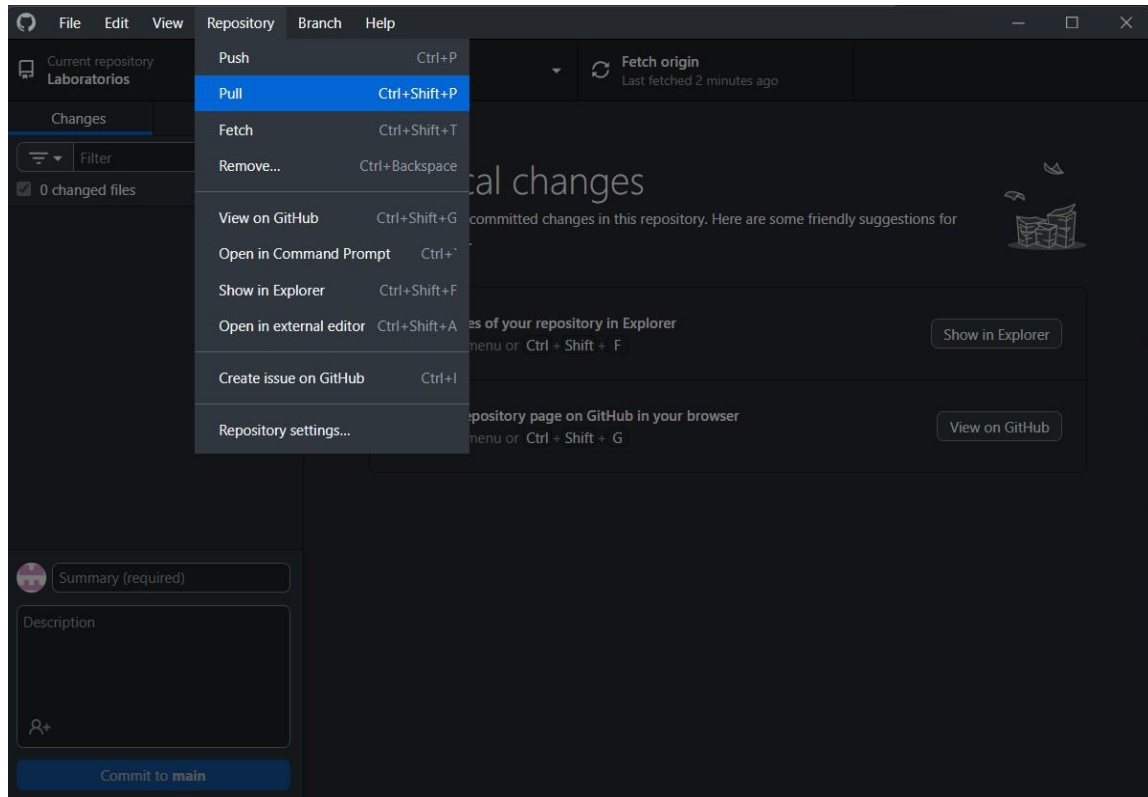 File Edit View Repository Branch Help
Current repository
Laboratorios
Fetch origin
Last fetched 2 minutes ago
Push Ctrl+P
Pull Ctrl+Shift+P
Fetch Ctrl+Shift+T
Remove... Ctrl+Backspace
View on GitHub Ctrl+Shift+G
Open in Command Prompt Ctrl+`
Show in Explorer Ctrl+Shift+F
Open in external editor Ctrl+Shift+A
Create issue on GitHub Ctrl+I
Repository settings...
Changes
Filter
0 changed files
changes
committed changes in this repository. Here are some friendly suggestions for
of your repository in Explorer
menu or Ctrl + Shift + F
Show in Explorer
page on GitHub in your browser
menu or Ctrl + Shift + G
View on GitHub
Summary (required)
Description
Commit to main